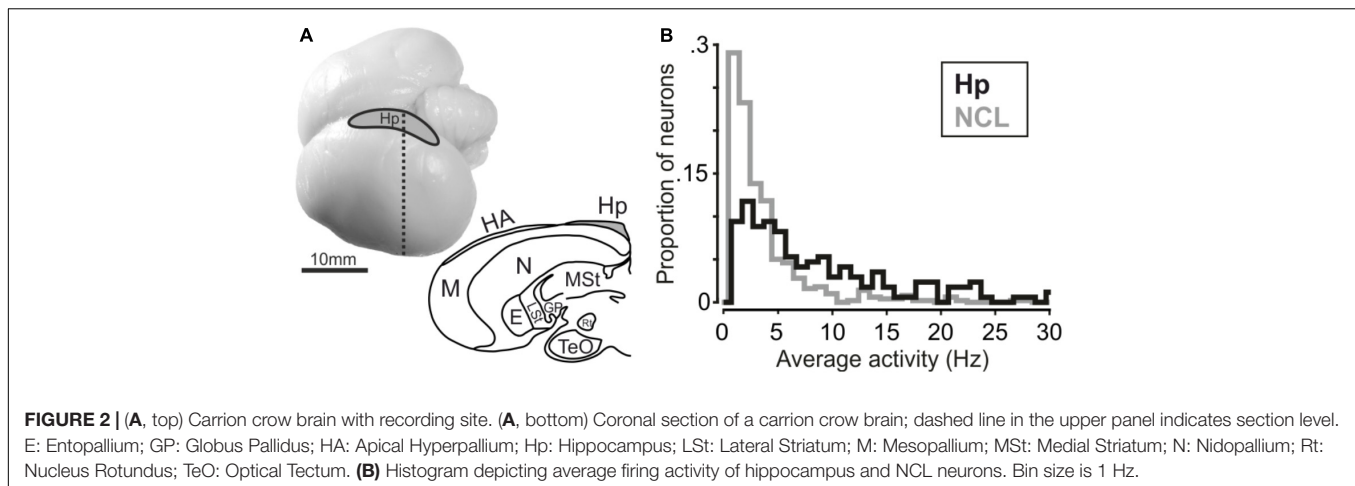 A
Hp
10mm
HA
Hp
N
M
MSt
E
LSt
GP
Rt
TeO
B
.3
.15
0
Proportion of neurons
Hp
NCL
0 5 10 15 20 25 30
Average activity (Hz)
FIGURE 2 | (A, top) Carrion crow brain with recording site. (A, bottom) Coronal section of a carrion crow brain; dashed line in the upper panel indicates section level.
E: Entopallium; GP: Globus Pallidus; HA: Apical Hyperpallium; Hp: Hippocampus; LSt: Lateral Striatum; M: Mesopallium; MSt: Medial Striatum; N: Nidopallium; Rt:
Nucleus Rotundus; TeO: Optical Tectum. (B) Histogram depicting average firing activity of hippocampus and NCL neurons. Bin size is 1 Hz.